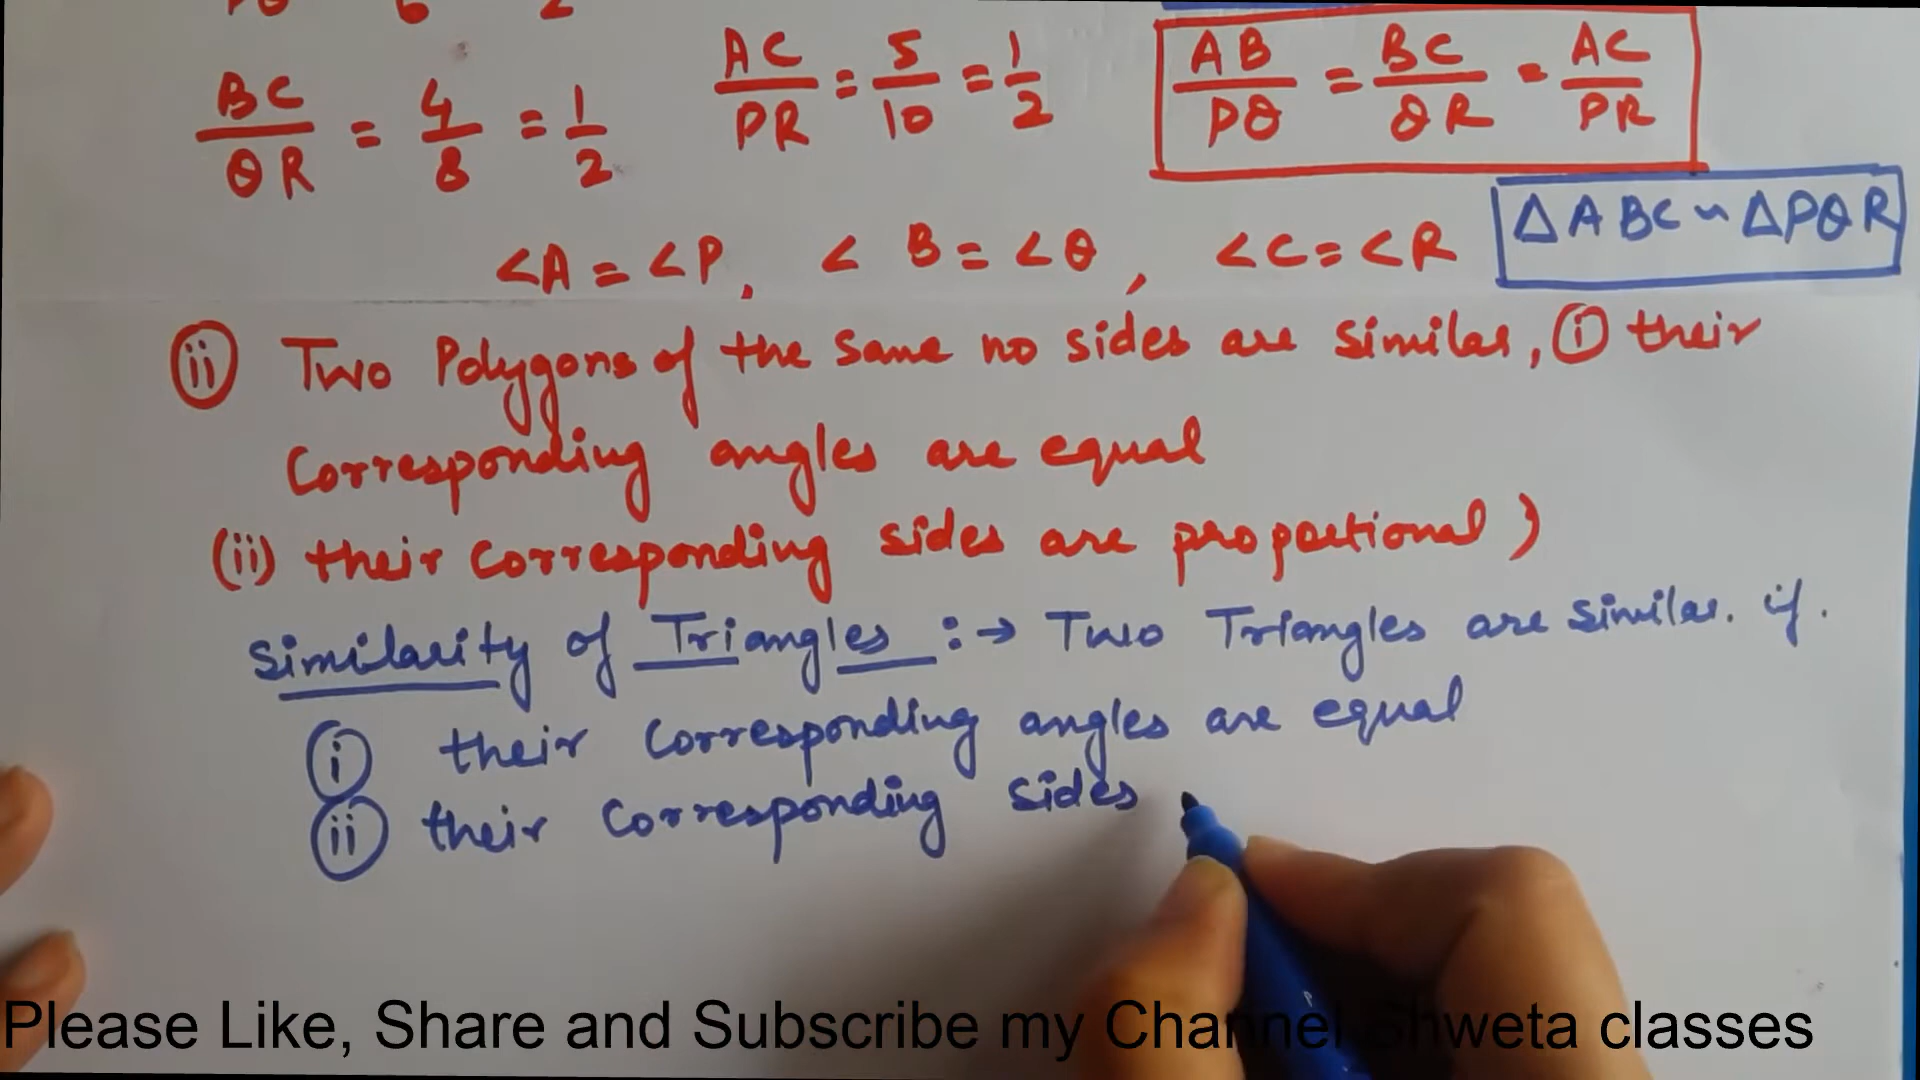 BC/QR = 4/8 = 1/2
AC/PR = 5/10 = 1/2
AB/PQ = BC/QR = AC/PR
∠A = ∠P, ∠B = ∠Q, ∠C = ∠R
ΔABC ~ ΔPQR
(ii) Two Polygons of the same no sides are similar, (i) their
Corresponding angles are equal
(ii) their Corresponding sides are proportional)
Similarity of Triangles :→ Two Triangles are similar. if.
(i) their Corresponding angles are equal
(ii) their Corresponding sides
Please Like, Share and Subscribe my Channel Shweta classes